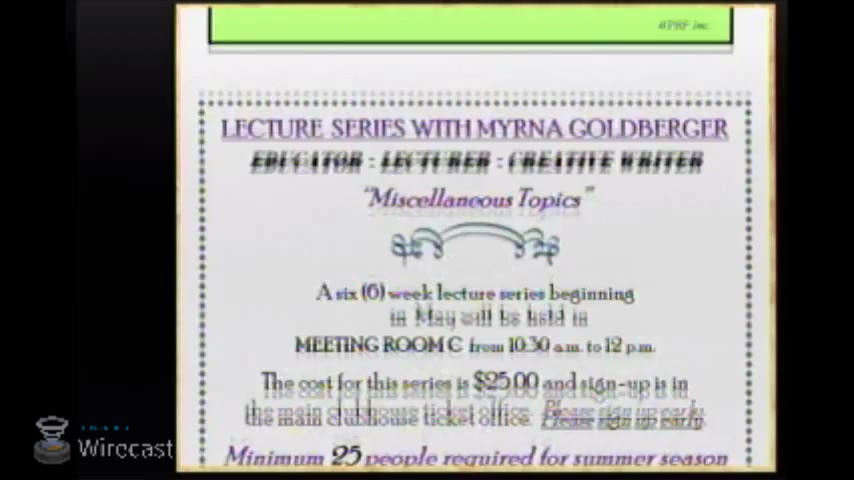 WPRF Inc.
LECTURE SERIES WITH MYRNA GOLDBERGER
EDUCATOR : LECTURER : CREATIVE WRITER
"Miscellaneous Topics"
A six (6) week lecture series beginning
in May will be held in
MEETING ROOM C from 10:30 a.m. to 12 p.m.
The cost for this series is $25.00 and sign-up is in
the main clubhouse ticket office. Please sign up early.
Minimum 25 people required for summer season
Wirecast